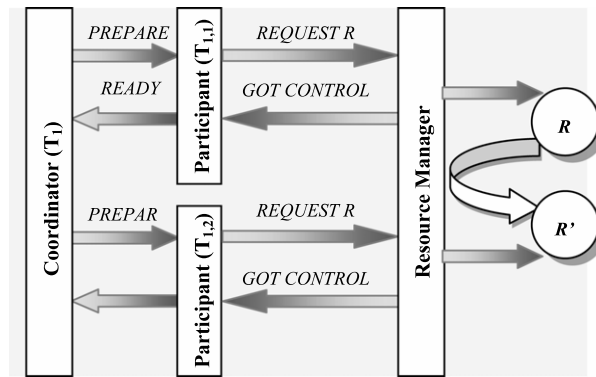 PREPARE
REQUEST R
READY
GOT CONTROL
Coordinator (T1)
Participant (T1,1)
Resource Manager
R
PREPAR
REQUEST R
GOT CONTROL
Participant (T1,2)
R’